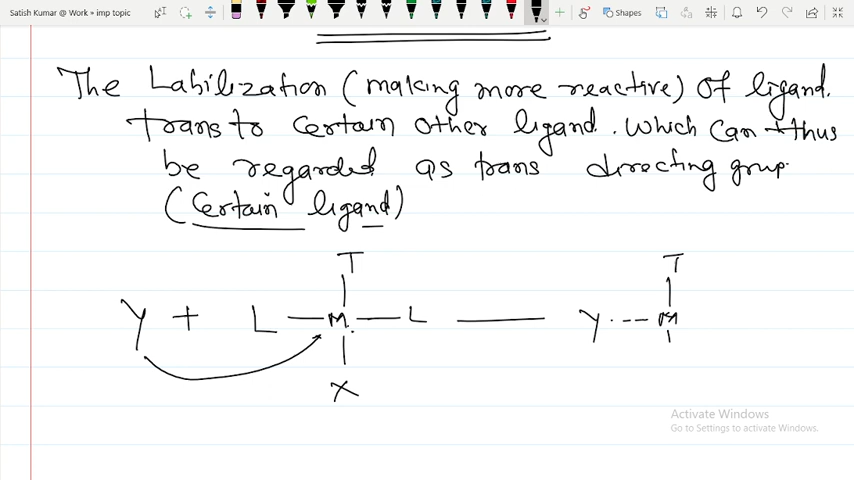 Satish Kumar @ Work + imp topic
Shapes
The Labilization (making more reactive) of ligand.
trans to certain other ligand. which can thus
be regarded as trans directing group
(Certain ligand)
T T
Y + L — M — L —— Y --- M
X
Activate Windows
Go to Settings to activate Windows.